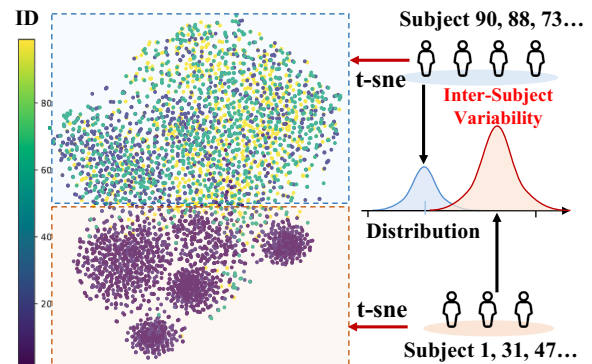 ID
Subject 90, 88, 73…
t-sne
Inter-Subject
Variability
80
60
40
20
Distribution
t-sne
Subject 1, 31, 47…